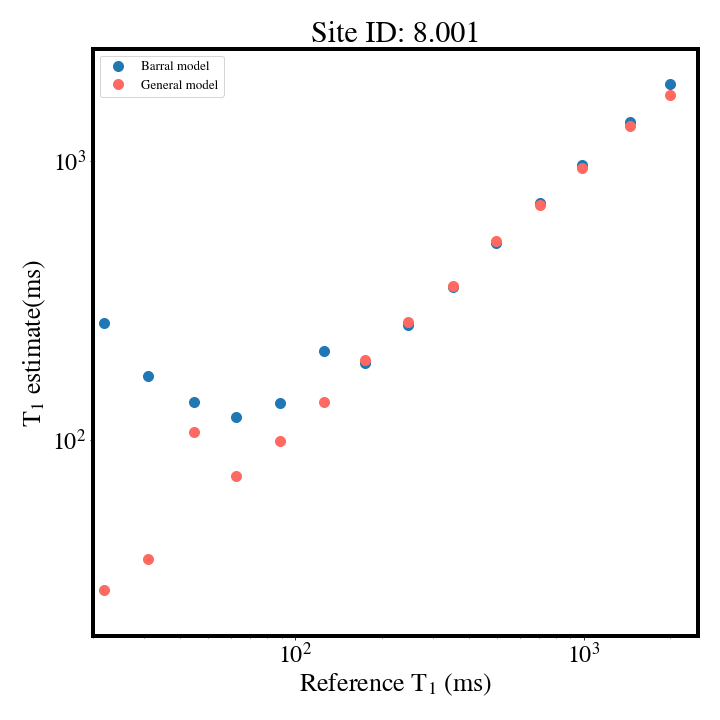 Site ID: 8.001
Barral model
General model
10³
10²
T₁ estimate(ms)
10² 10³
Reference T₁ (ms)